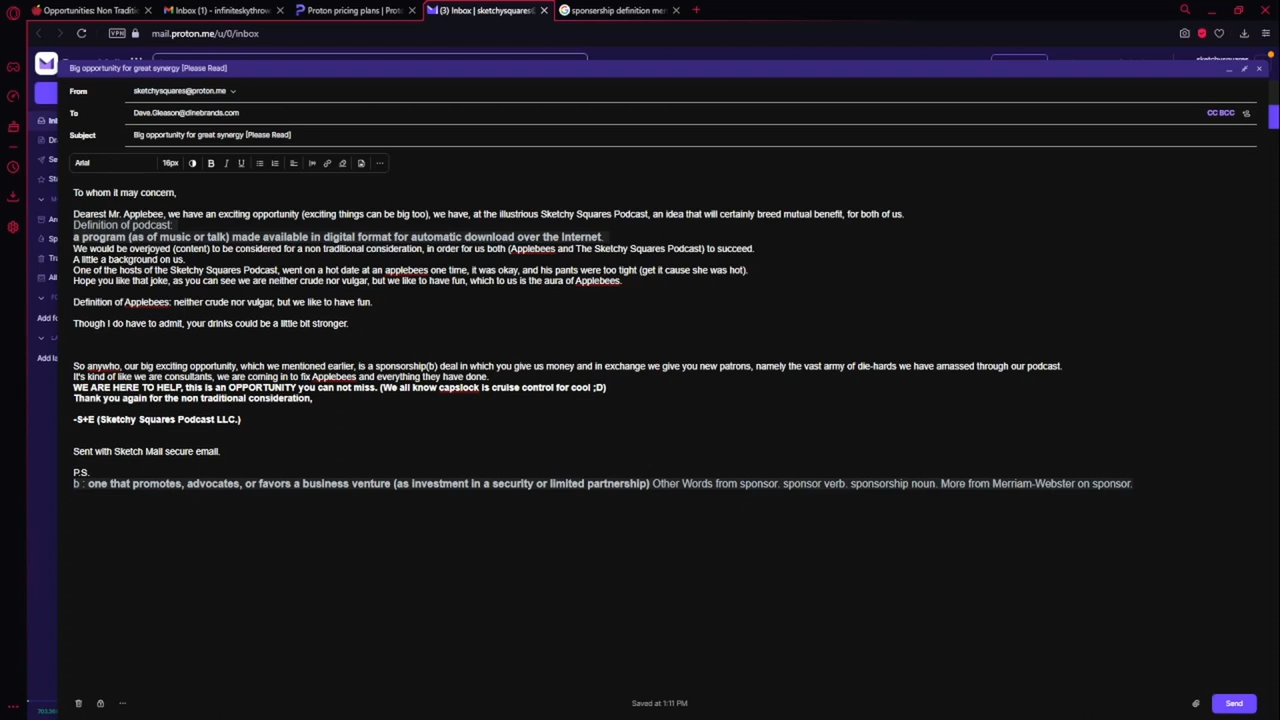 Opportunities: Non Traditi
Inbox (1) - infiniteskythrow
Proton pricing plans | Prot
(3) Inbox | sketchysquares@
sponsership definition mer
VPN
mail.proton.me/u/0/inbox
Big opportunity for great synergy [Please Read]
From sketchysquares@proton.me
To Dave.Gleason@dinebrands.com
CC BCC
Subject Big opportunity for great synergy [Please Read]
Arial 16px B I U
To whom it may concern,
Dearest Mr. Applebee, we have an exciting opportunity (exciting things can be big too), we have, at the illustrious Sketchy Squares Podcast, an idea that will certainly breed mutual benefit, for both of us.
Definition of podcast:
a program (as of music or talk) made available in digital format for automatic download over the Internet.
We would be overjoyed (content) to be considered for a non traditional consideration, in order for us both (Applebees and The Sketchy Squares Podcast) to succeed.
A little a background on us.
One of the hosts of the Sketchy Squares Podcast, went on a hot date at an applebees one time, it was okay, and his pants were too tight (get it cause she was hot).
Hope you like that joke, as you can see we are neither crude nor vulgar, but we like to have fun, which to us is the aura of Applebees.
Definition of Applebees: neither crude nor vulgar, but we like to have fun.
Though I do have to admit, your drinks could be a little bit stronger.
So anywho, our big exciting opportunity, which we mentioned earlier, is a sponsorship(b) deal in which you give us money and in exchange we give you new patrons, namely the vast army of die-hards we have amassed through our podcast.
It's kind of like we are consultants, we are coming in to fix Applebees and everything they have done.
WE ARE HERE TO HELP, this is an OPPORTUNITY you can not miss. (We all know capslock is cruise control for cool ;D)
Thank you again for the non traditional consideration,
-S+E (Sketchy Squares Podcast LLC.)
Sent with Sketch Mail secure email.
P.S.
b : one that promotes, advocates, or favors a business venture (as investment in a security or limited partnership) Other Words from sponsor. sponsor verb. sponsorship noun. More from Merriam-Webster on sponsor.
Inb
Dr
Se
Sta
Ar
Sp
Tra
All
Add fo
Add la
Saved at 1:11 PM
Send